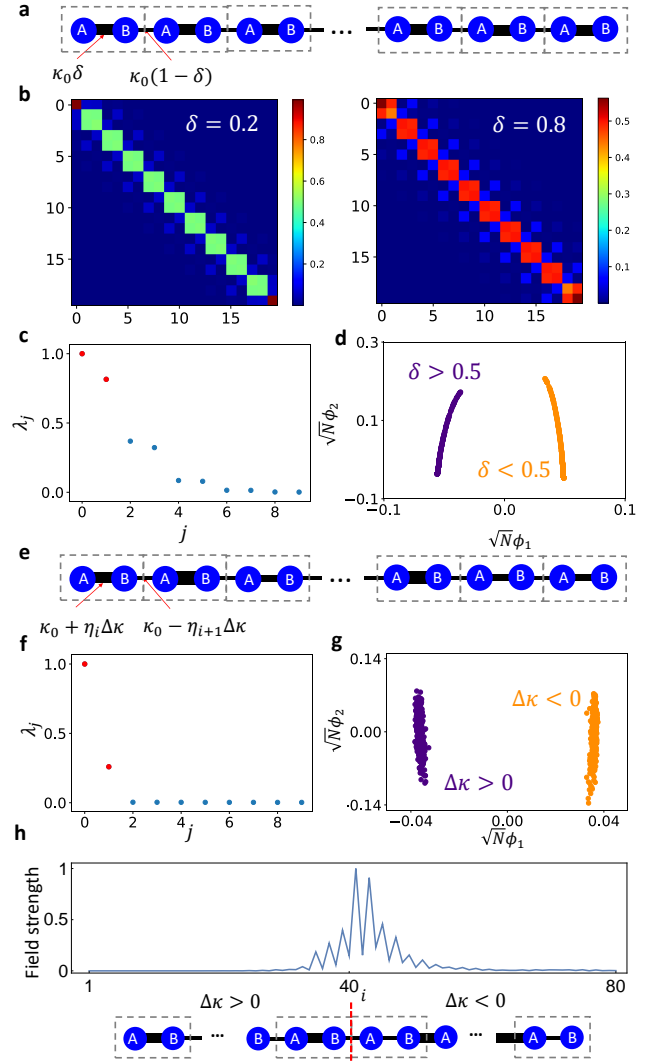 a
A B A B A B A B A B A B
κ₀δ κ₀(1 − δ)
b
0 5 10 15
0 5 10 15
δ = 0.2
0.8 0.6 0.4 0.2
0 5 10 15
0 5 10 15
δ = 0.8
0.5 0.4 0.3 0.2 0.1
c
1.0 0.5 0.0
λⱼ
0 2 4 6 8
j
d
0.3 0.1 −0.1
√Nϕ₂
δ > 0.5
δ < 0.5
0.0 0.1
√Nϕ₁
e
A B A B A B A B A B A B
κ₀ + ηᵢΔκ κ₀ − ηᵢ₊₁Δκ
f
1.0 0.5 0.0
λⱼ
0 2 4 6 8
j
g
0.14 0.00 −0.14
√Nϕ₂
Δκ < 0
Δκ > 0
−0.04 0.00 0.04
√Nϕ₁
h
Field strength
1 0.5 0
1 40 i 80
Δκ > 0 Δκ < 0
A B ··· B A B A B A ··· A B